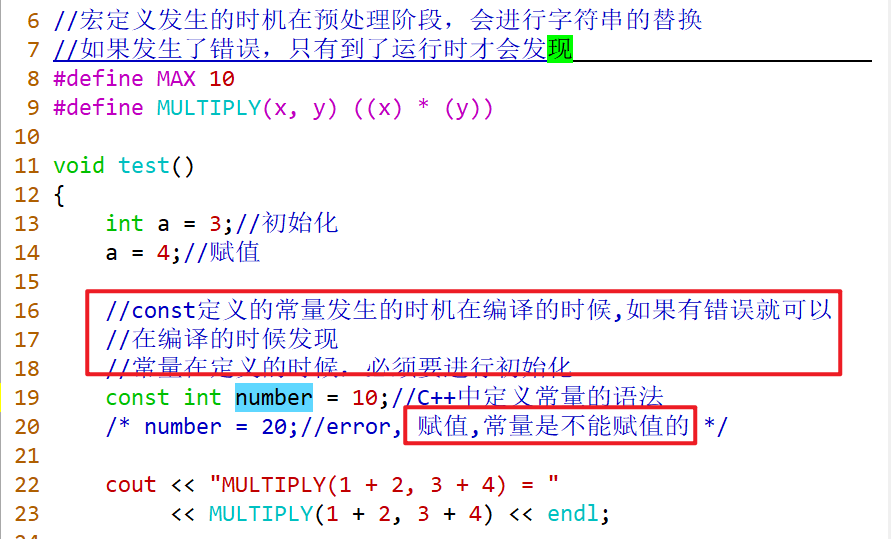 6 //宏定义发生的时机在预处理阶段，会进行字符串的替换
7 //如果发生了错误，只有到了运行时才会发现
8 #define MAX 10
9 #define MULTIPLY(x, y) ((x) * (y))
10
11 void test()
12 {
13     int a = 3;//初始化
14     a = 4;//赋值
15
16     //const定义的常量发生的时机在编译的时候,如果有错误就可以
17     //在编译的时候发现
18     //常量在定义的时候，必须要进行初始化
19     const int number = 10;//C++中定义常量的语法
20     /* number = 20;//error, 赋值,常量是不能赋值的 */
21
22     cout << "MULTIPLY(1 + 2, 3 + 4) = "
23          << MULTIPLY(1 + 2, 3 + 4) << endl;